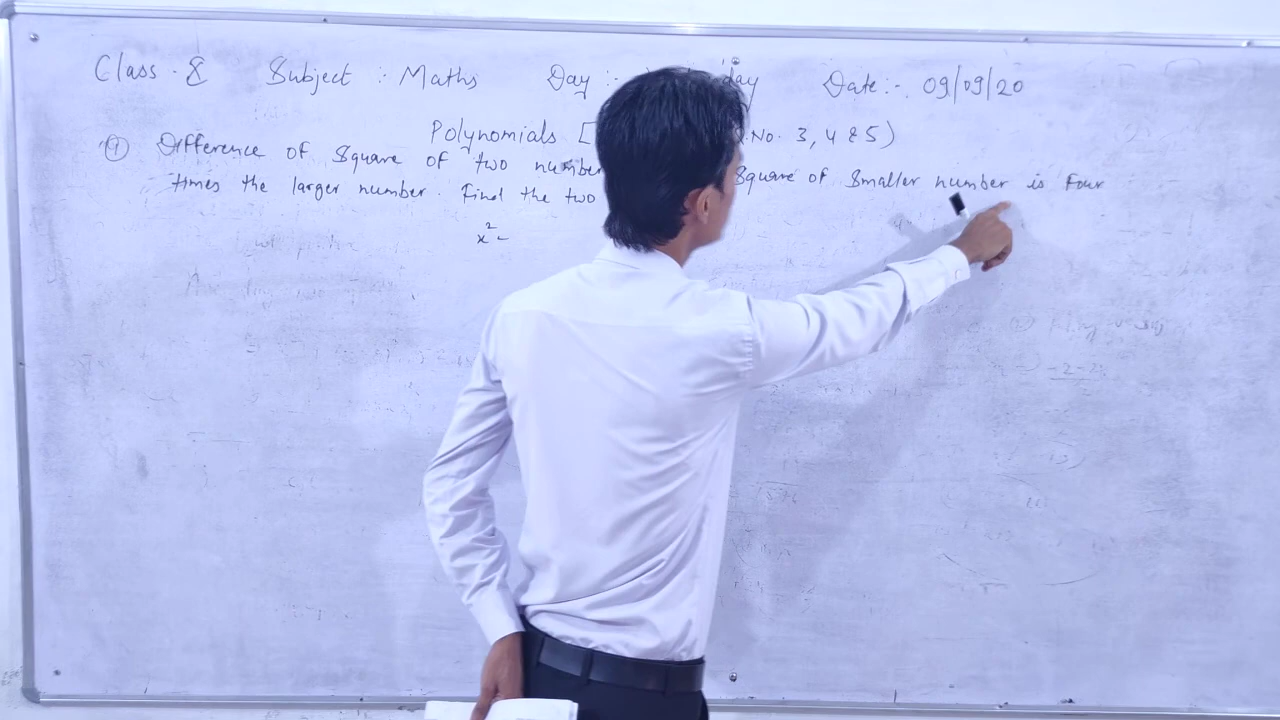 Class - 8 Subject :- Maths Day :- day Date :- 09/09/20
Polynomials [ No. 3, 4 & 5)
① Difference of Square of two number Square of Smaller number is Four
times the larger number. Find the two
x² -